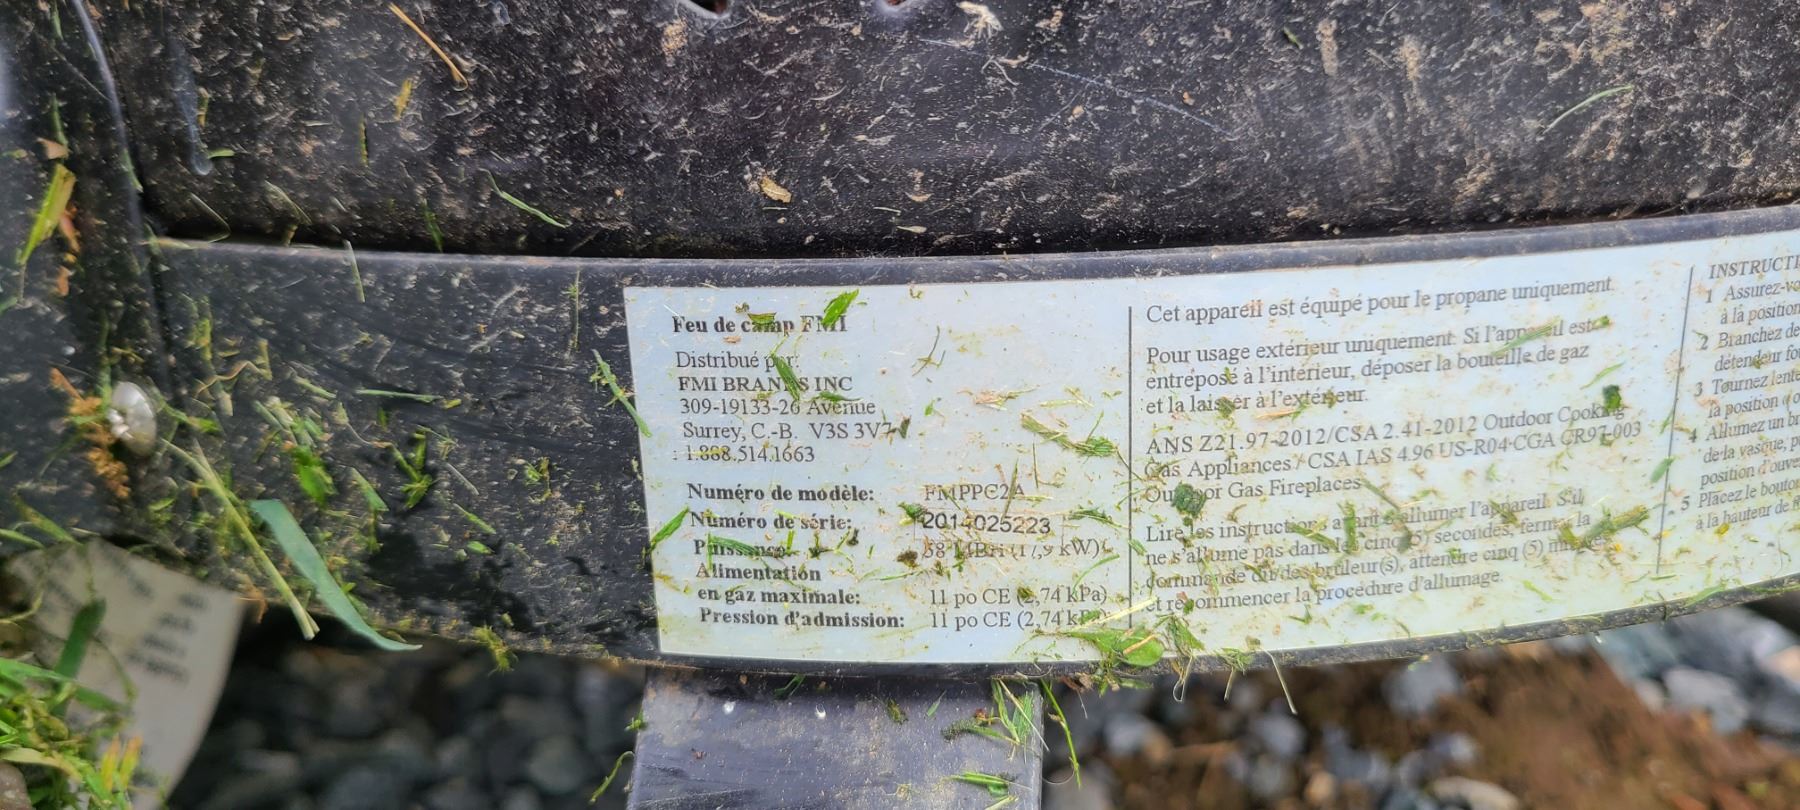 Feu de camp FMI
Distribué par:
FMI BRANDS INC
309-19133-26 Avenue
Surrey, C.-B. V3S 3V7
: 1.888.514.1663
Numéro de modèle: FMPPC2A
Numéro de série: 2014025223
Puissance: 58 MBH (17,9 kW)
Alimentation
en gaz maximale: 11 po CE (2,74 kPa)
Pression d'admission: 11 po CE (2,74 kPa)
Cet appareil est équipé pour le propane uniquement.
Pour usage extérieur uniquement. Si l'appareil est
entreposé à l'intérieur, déposer la bouteille de gaz
et la laisser à l'extérieur.
ANS Z21.97-2012/CSA 2.41-2012 Outdoor Cooking
Gas Appliances / CSA IAS 4.96 US-R04-CGA CR97-003
Outdoor Gas Fireplaces
Lire les instructions avant d'allumer l'appareil. S'il
ne s'allume pas dans les cinq (5) secondes, fermer la
commande du/des brûleur(s), attendre cinq (5)
et recommencer la procédure d'allumage.
INSTRUCTI
1 Assurez-vo
à la position
2 Branchez
détendeur fo
3 Tournez lente
la position
4 Allumez un br
de la vasque, p
position d'ouve
5 Placez le bouton
à la hauteur de